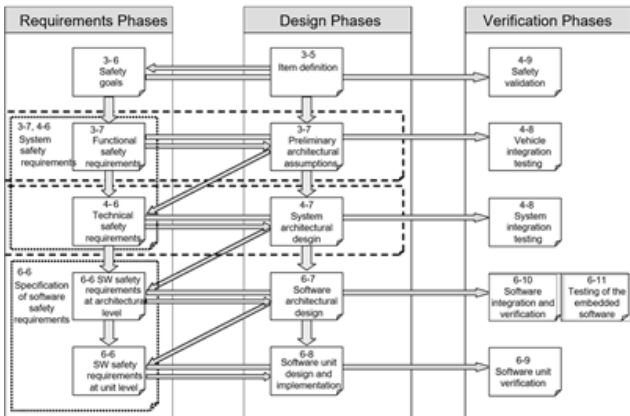 Requirements Phases
Design Phases
Verification Phases
3-6
Safety
goals
3-5
Item definition
4-9
Safety
validation
3-7, 4-6
System
safety
requirements
3-7
Functional
safety
requirements
3-7
Preliminary
architectural
assumptions
4-8
Vehicle
integration
testing
4-6
Technical
safety
requirements
4-7
System
architectural
desgin
4-8
System
integration
testing
6-6
Specification
of software
safety
requirements
6-6 SW safety
requirements
at architectural
level
6-7
Software
architectural
design
6-10
Software
integration and
verification
6-11
Testing of the
embedded
software
6-6
SW safety
requirements
at unit level
6-8
Software unit
design and
implementation
6-9
Software unit
verification